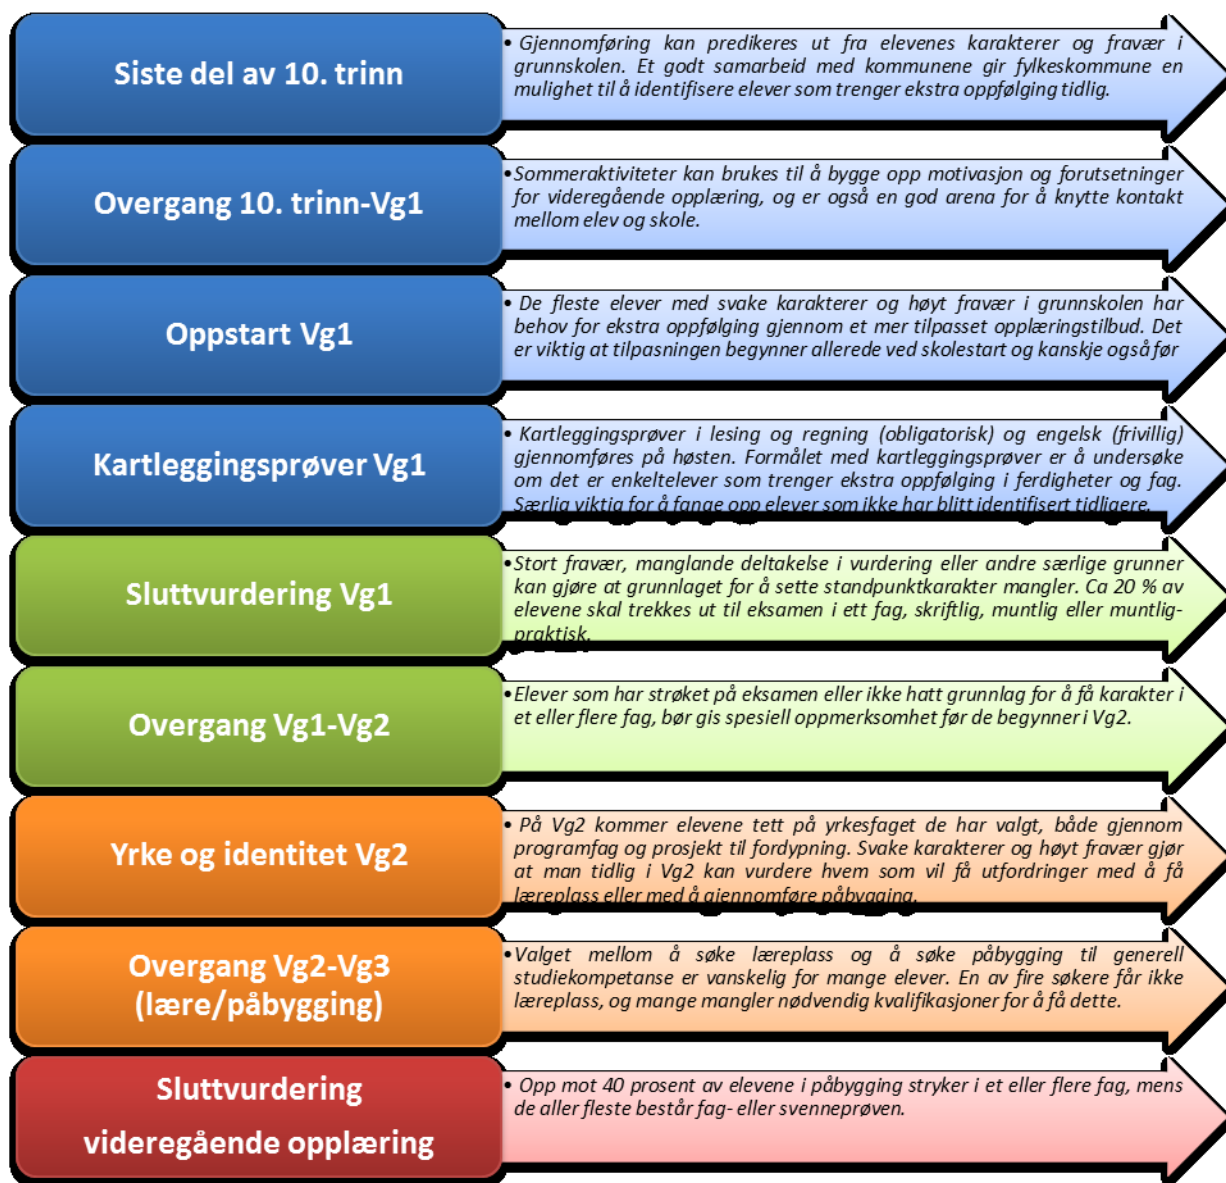 Siste del av 10. trinn
• Gjennomføring kan predikeres ut fra elevenes karakterer og fravær i
grunnskolen. Et godt samarbeid med kommunene gir fylkeskommune en
mulighet til å identifisere elever som trenger ekstra oppfølging tidlig.
Overgang 10. trinn-Vg1
•Sommeraktiviteter kan brukes til å bygge opp motivasjon og forutsetninger
for videregående opplæring, og er også en god arena for å knytte kontakt
mellom elev og skole.
Oppstart Vg1
• De fleste elever med svake karakterer og høyt fravær i grunnskolen har
behov for ekstra oppfølging gjennom et mer tilpasset opplæringstilbud. Det
er viktig at tilpasningen begynner allerede ved skolestart og kanskje også før
Kartleggingsprøver Vg1
• Kartleggingsprøver i lesing og regning (obligatorisk) og engelsk (frivillig)
gjennomføres på høsten. Formålet med kartleggingsprøver er å undersøke
om det er enkeltelever som trenger ekstra oppfølging i ferdigheter og fag.
Særlig viktig for å fange opp elever som ikke har blitt identifisert tidligere.
Sluttvurdering Vg1
•Stort fravær, manglande deltakelse i vurdering eller andre særlige grunner
kan gjøre at grunnlaget for å sette standpunktkarakter mangler. Ca 20 % av
elevene skal trekkes ut til eksamen i ett fag, skriftlig, muntlig eller muntlig-
praktisk.
Overgang Vg1-Vg2
•Elever som har strøket på eksamen eller ikke hatt grunnlag for å få karakter i
et eller flere fag, bør gis spesiell oppmerksomhet før de begynner i Vg2.
Yrke og identitet Vg2
• På Vg2 kommer elevene tett på yrkesfaget de har valgt, både gjennom
programfag og prosjekt til fordypning. Svake karakterer og høyt fravær gjør
at man tidlig i Vg2 kan vurdere hvem som vil få utfordringer med å få
læreplass eller med å gjennomføre påbygging.
Overgang Vg2-Vg3
(lære/påbygging)
•Valget mellom å søke læreplass og å søke påbygging til generell
studiekompetanse er vanskelig for mange elever. En av fire søkere får ikke
læreplass, og mange mangler nødvendig kvalifikasjoner for å få dette.
Sluttvurdering
videregående opplæring
• Opp mot 40 prosent av elevene i påbygging stryker i et eller flere fag, mens
de aller fleste består fag- eller svenneprøven.